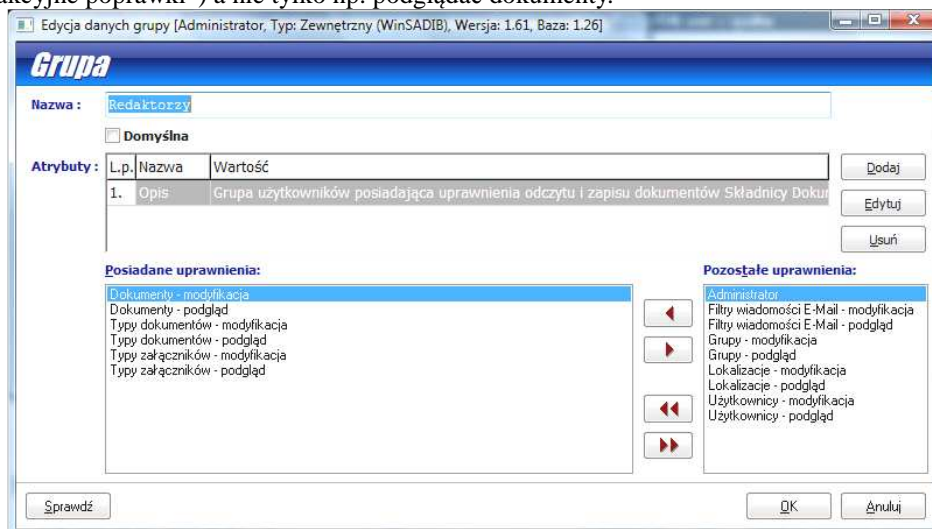 akcyjne poprawki") a nie tylko np. podglądać dokumenty.
Edycja danych grupy [Administrator, Typ: Zewnętrzny (WinSADIB), Wersja: 1.61, Baza: 1.26]
Grupa
Nazwa : Redaktorzy
Domyślna
Atrybuty : L.p. Nazwa Wartość Dodaj
1. Opis Grupa użytkowników posiadająca uprawnienia odczytu i zapisu dokumentów Składnicy Dokum
Edytuj
Usuń
Posiadane uprawnienia: Pozostałe uprawnienia:
Dokumenty - modyfikacja Administrator
Dokumenty - podgląd Filtry wiadomości E-Mail - modyfikacja
Typy dokumentów - modyfikacja Filtry wiadomości E-Mail - podgląd
Typy dokumentów - podgląd Grupy - modyfikacja
Typy załączników - modyfikacja Grupy - podgląd
Typy załączników - podgląd Lokalizacje - modyfikacja
Lokalizacje - podgląd
Użytkownicy - modyfikacja
Użytkownicy - podgląd
Sprawdź OK Anuluj